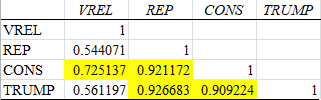 VREL REP CONS TRUMP
VREL 1
REP 0.544071 1
CONS 0.725137 0.921172 1
TRUMP 0.561197 0.926683 0.909224 1